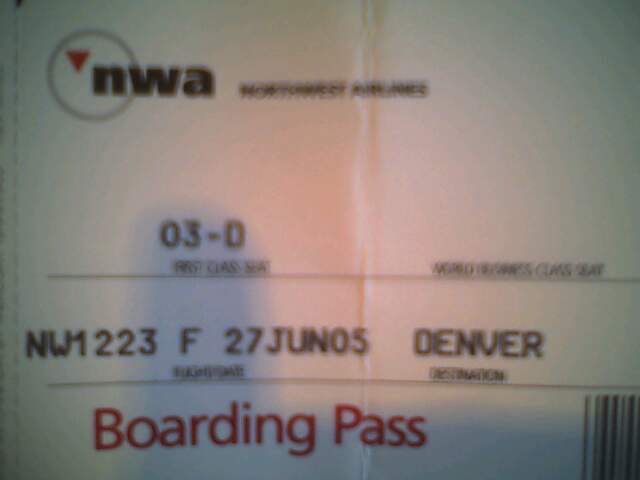 nwa NORTHWEST AIRLINES
03-D
FIRST CLASS SEAT WORLD BUSINESS CLASS SEAT
NW1223 F 27JUN05 DENVER
FLIGHT/DATE DESTINATION
Boarding Pass